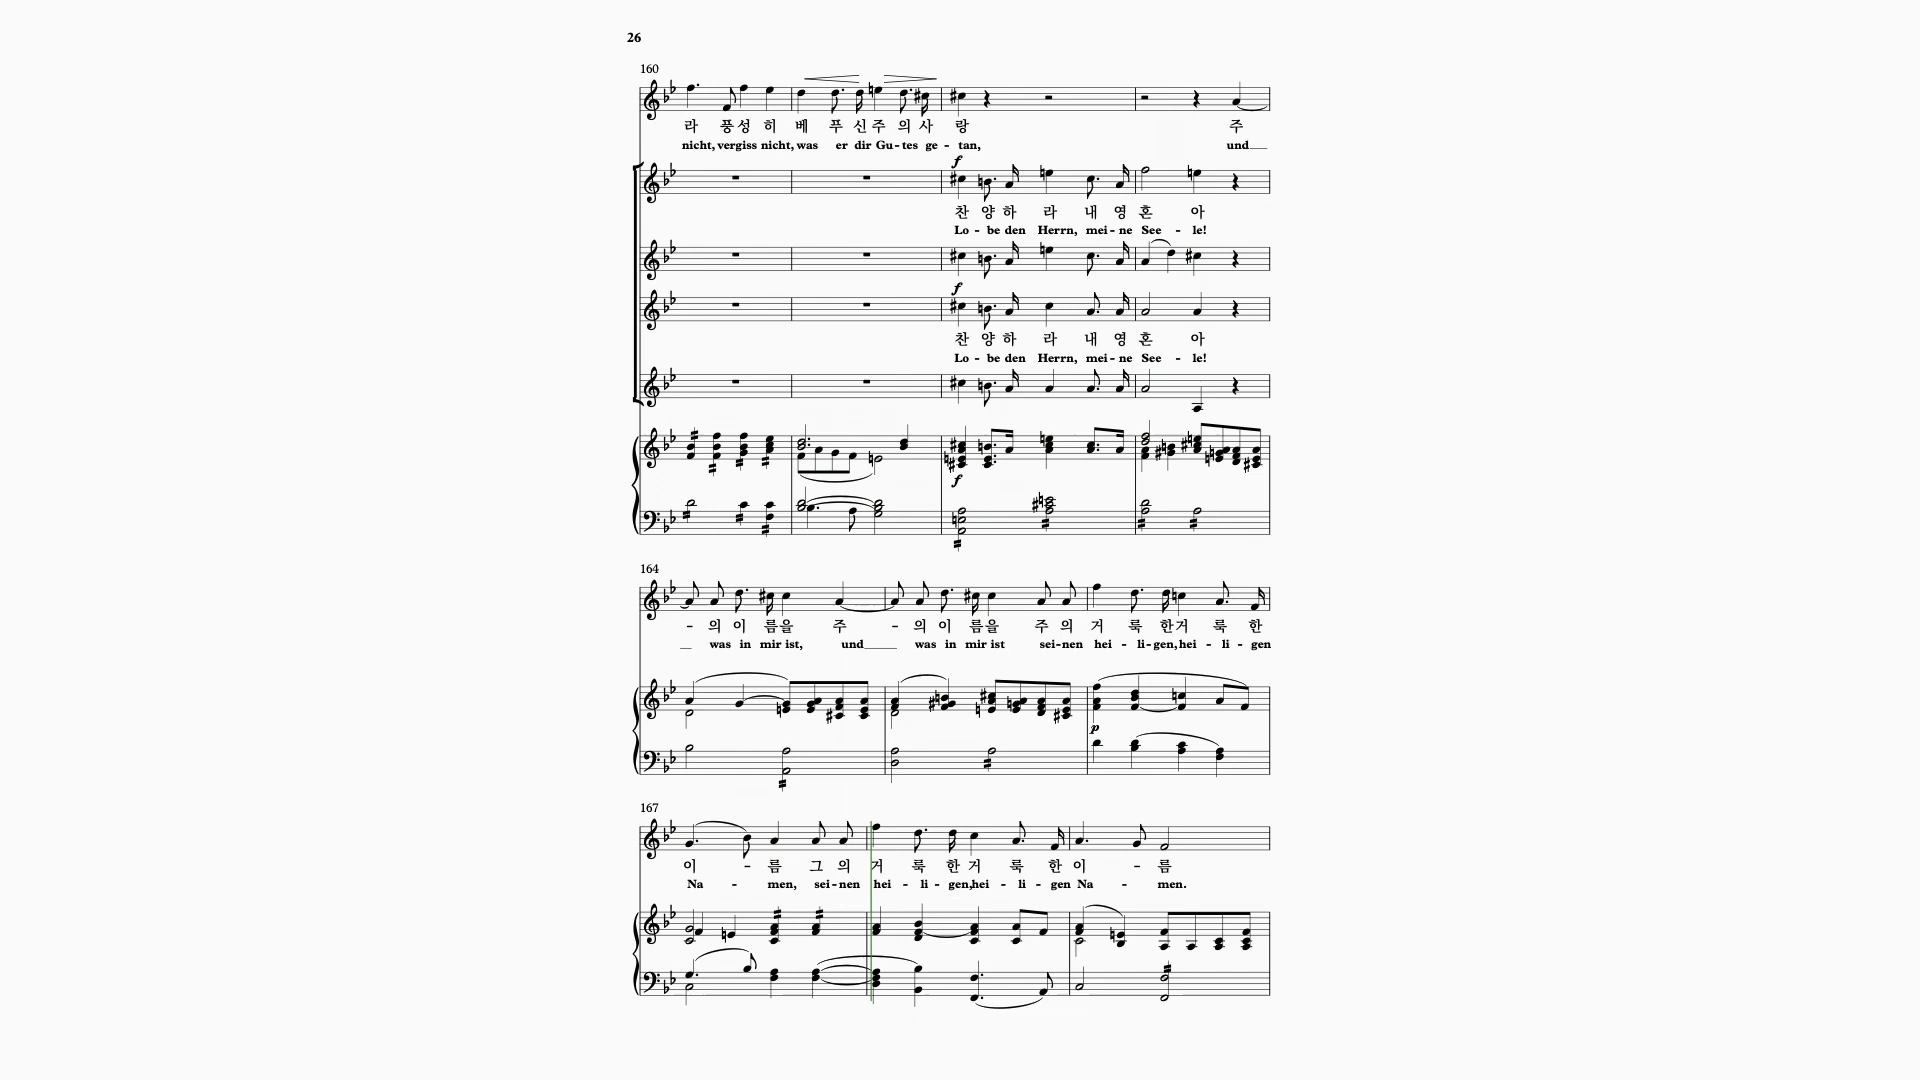 26
160
라 풍성 히 베 푸 신주 의 사 랑 주
nicht, vergiss nicht, was er dir Gu - tes ge - tan, und
f
찬 양 하 라 내 영 혼 아
Lo - be den Herrn, mei - ne See - le!
f
찬 양 하 라 내 영 혼 아
Lo - be den Herrn, mei - ne See - le!
f
164
- 의 이 름을 주 - 의 이 름을 주 의 거 룩 한거 룩 한
was in mir ist, und was in mir ist sei - nen hei - li - gen, hei - li - gen
p
167
이 - 름 그 의 거 룩 한 거 룩 한 이 - 름
Na - men, sei - nen hei - li - gen, hei - li - gen Na - men.